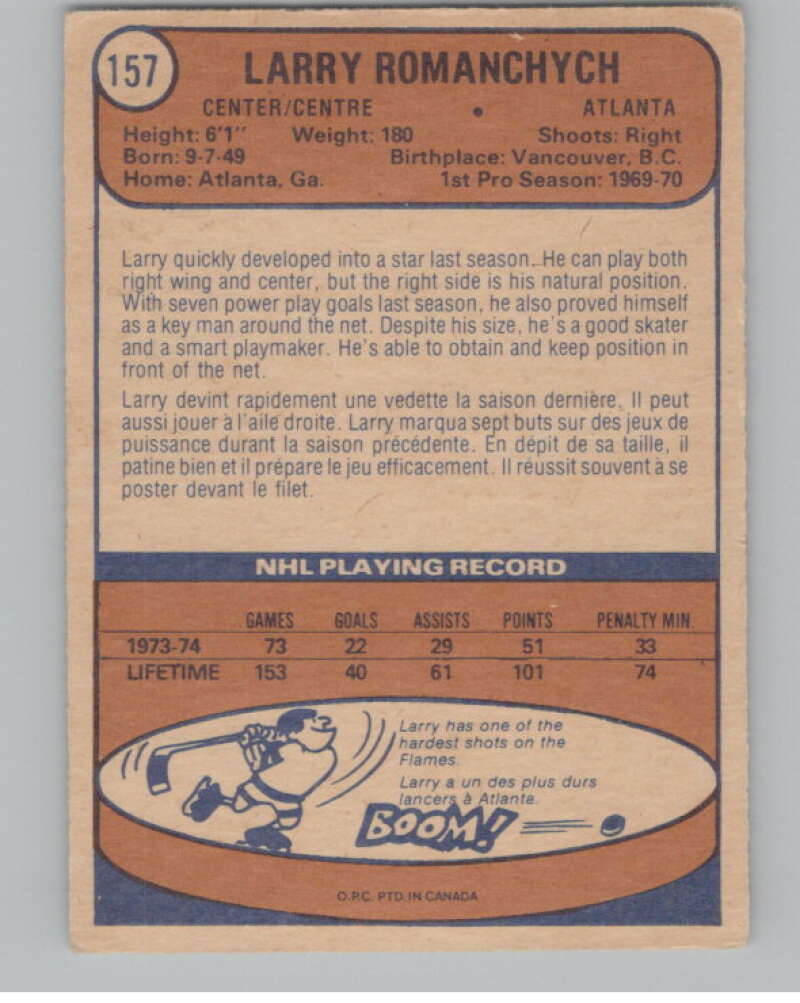 157
LARRY ROMANCHYCH
CENTER/CENTRE • ATLANTA
Height: 6'1" Weight: 180 Shoots: Right
Born: 9-7-49 Birthplace: Vancouver, B.C.
Home: Atlanta, Ga. 1st Pro Season: 1969-70
Larry quickly developed into a star last season. He can play both
right wing and center, but the right side is his natural position.
With seven power play goals last season, he also proved himself
as a key man around the net. Despite his size, he's a good skater
and a smart playmaker. He's able to obtain and keep position in
front of the net.
Larry devint rapidement une vedette la saison dernière. Il peut
aussi jouer à l'aile droite. Larry marqua sept buts sur des jeux de
puissance durant la saison précédente. En dépit de sa taille, il
patine bien et il prépare le jeu efficacement. Il réussit souvent à se
poster devant le filet.
NHL PLAYING RECORD
GAMES GOALS ASSISTS POINTS PENALTY MIN.
1973-74 73 22 29 51 33
LIFETIME 153 40 61 101 74
Larry has one of the
hardest shots on the
Flames.
Larry a un des plus durs
lancers à Atlanta.
BOOM!
O.P.C. PTD. IN CANADA